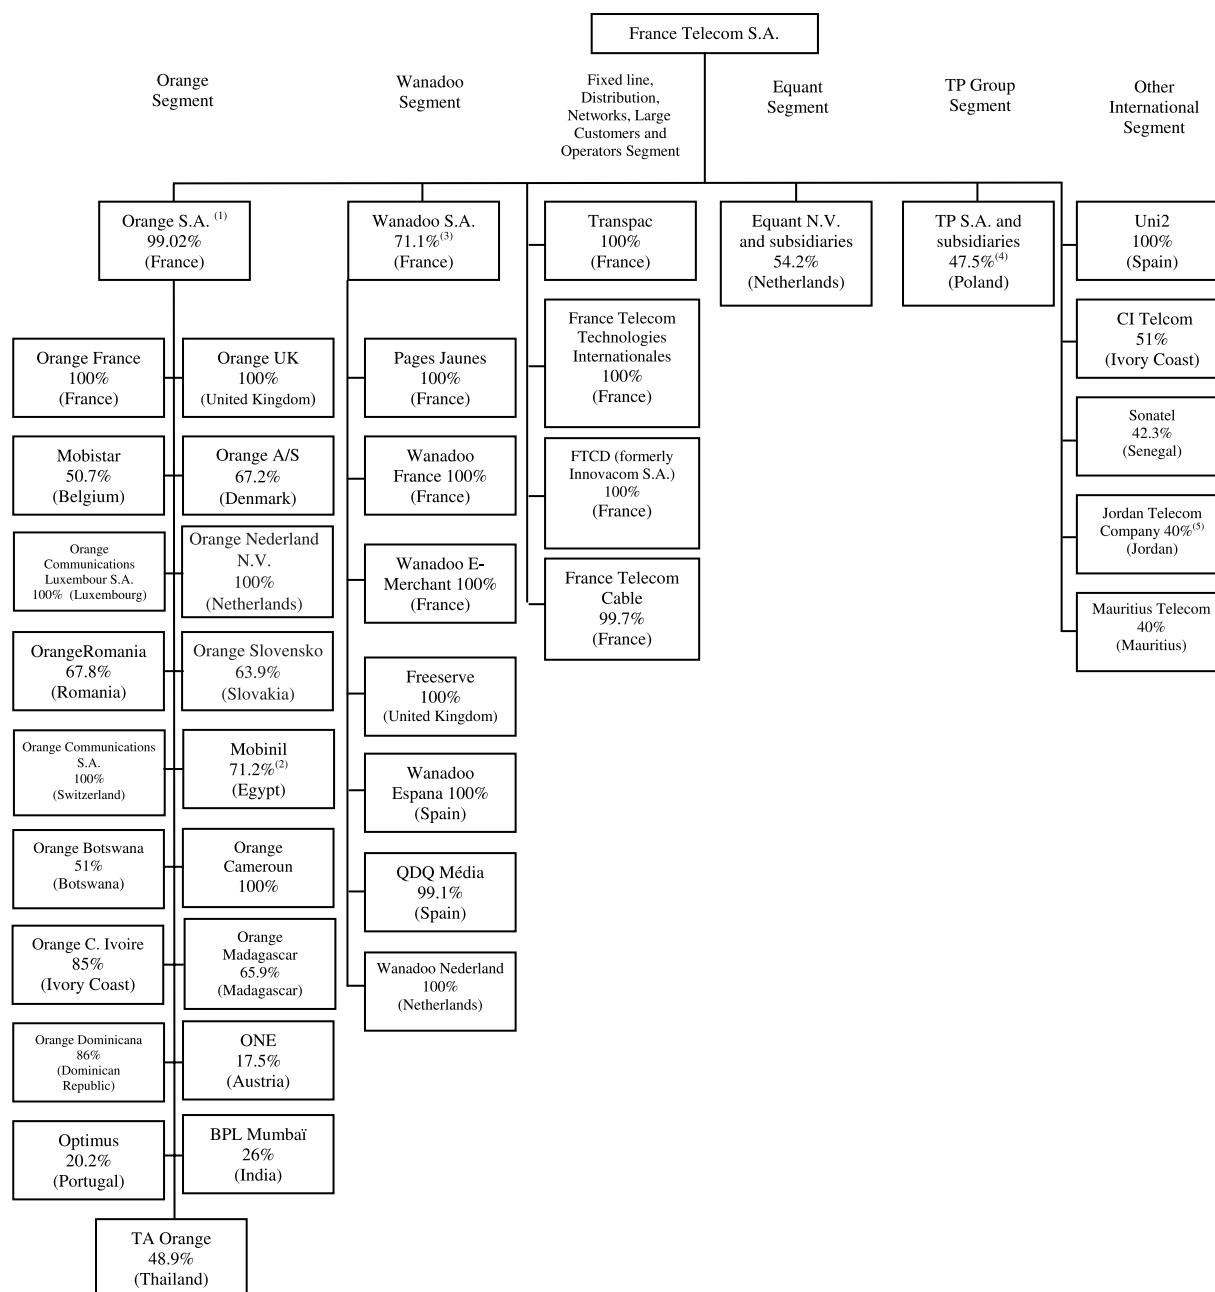 France Telecom S.A.
Orange
Segment
Wanadoo
Segment
Fixed line,
Distribution,
Networks, Large
Customers and
Operators Segment
Equant
Segment
TP Group
Segment
Other
International
Segment
Orange S.A. (1)
99.02%
(France)
Wanadoo S.A.
71.1%(3)
(France)
Transpac
100%
(France)
Equant N.V.
and subsidiaries
54.2%
(Netherlands)
TP S.A. and
subsidiaries
47.5%(4)
(Poland)
Uni2
100%
(Spain)
Orange France
100%
(France)
Orange UK
100%
(United Kingdom)
Mobistar
50.7%
(Belgium)
Orange A/S
67.2%
(Denmark)
Orange
Communications
Luxembour S.A.
100%  (Luxembourg)
Orange Nederland
N.V.
100%
(Netherlands)
OrangeRomania
67.8%
(Romania)
Orange Slovensko
63.9%
(Slovakia)
Orange Communications
S.A.
100%
(Switzerland)
Mobinil
71.2%(2)
(Egypt)
Orange Botswana
51%
(Botswana)
Orange
Cameroun
100%
Orange C. Ivoire
85%
(Ivory Coast)
Orange
Madagascar
65.9%
(Madagascar)
Orange Dominicana
86%
(Dominican
Republic)
ONE
17.5%
(Austria)
Optimus
20.2%
(Portugal)
BPL Mumbaï
26%
(India)
TA Orange
48.9%
(Thailand)
Pages Jaunes
100%
(France)
Wanadoo
France 100%
(France)
Wanadoo E-
Merchant 100%
(France)
Freeserve
100%
(United Kingdom)
Wanadoo
Espana 100%
(Spain)
QDQ Média
99.1%
(Spain)
Wanadoo Nederland
100%
(Netherlands)
France Telecom
Technologies
Internationales
100%
(France)
FTCD (formerly
Innovacom S.A.)
100%
(France)
France Telecom
Cable
99.7%
(France)
CI Telcom
51%
(Ivory Coast)
Sonatel
42.3%
(Senegal)
Jordan Telecom
Company 40%(5)
(Jordan)
Mauritius Telecom
40%
(Mauritius)